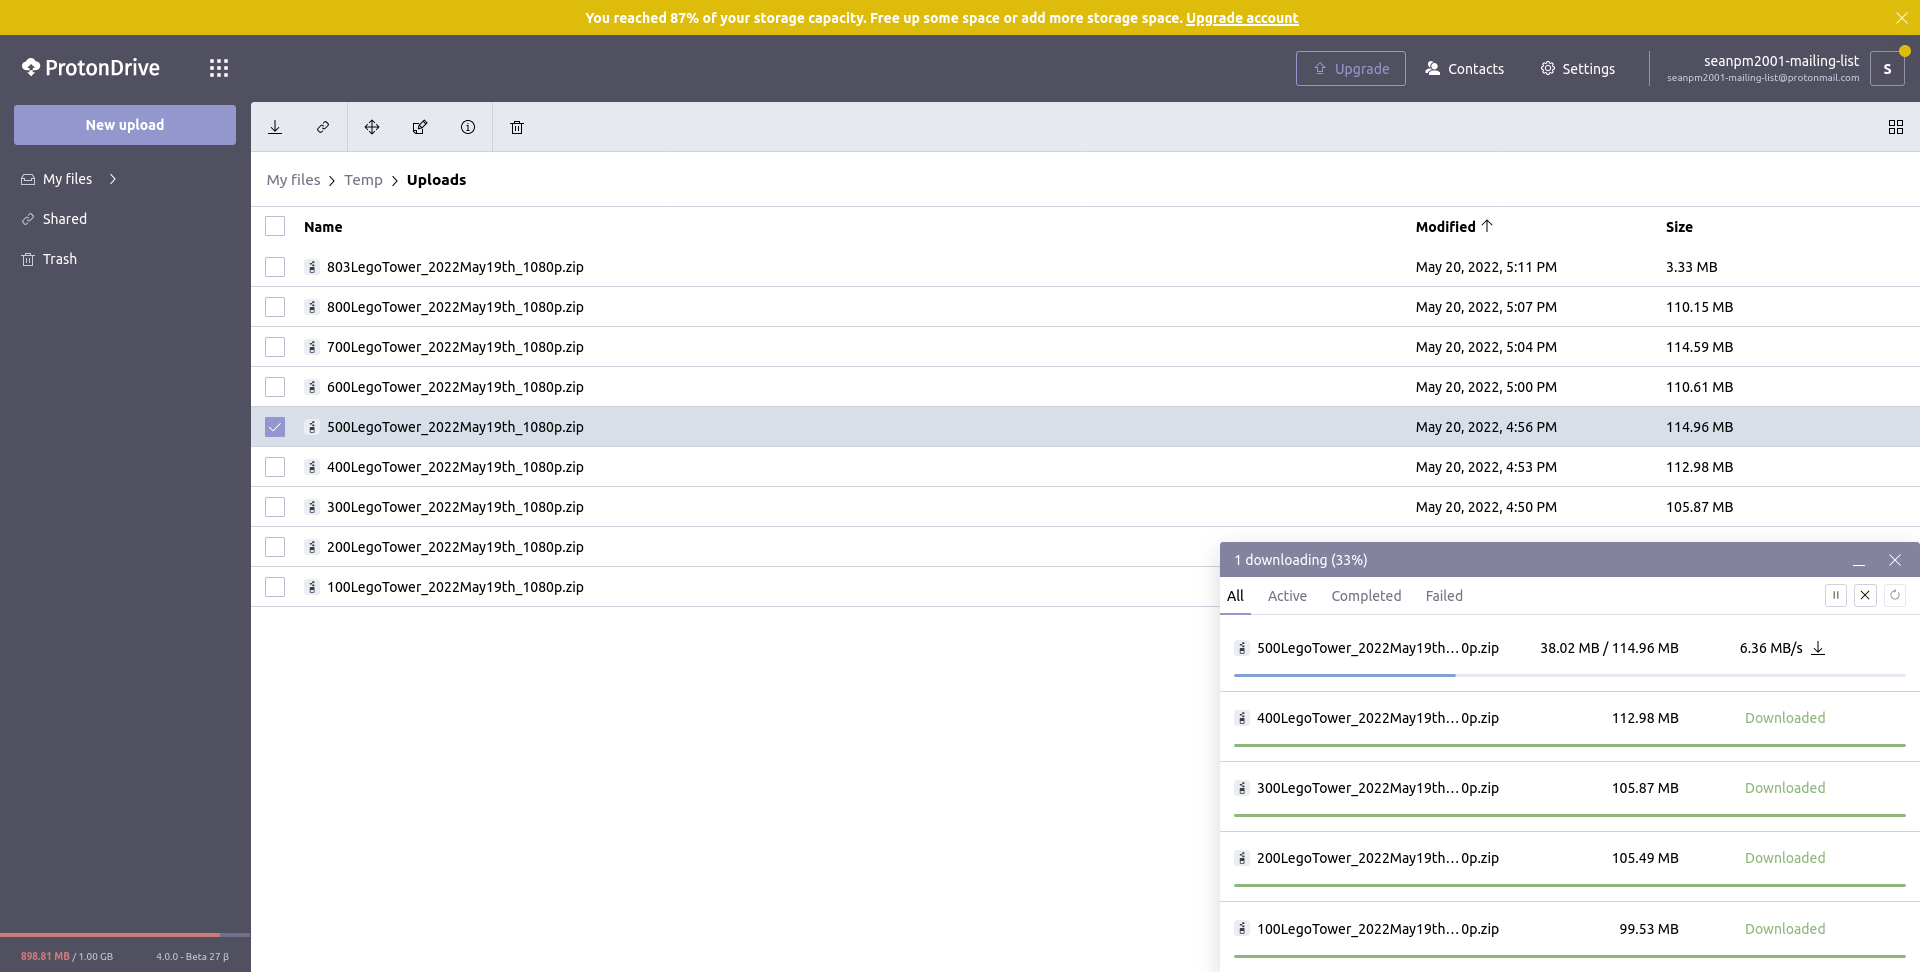 You reached 87% of your storage capacity. Free up some space or add more storage space. Upgrade account
ProtonDrive
Upgrade
Contacts
Settings
seanpm2001-mailing-list
seanpm2001-mailing-list@protonmail.com
S
New upload
My files
Shared
Trash
My files > Temp > Uploads
Name Modified Size
803LegoTower_2022May19th_1080p.zip May 20, 2022, 5:11 PM 3.33 MB
800LegoTower_2022May19th_1080p.zip May 20, 2022, 5:07 PM 110.15 MB
700LegoTower_2022May19th_1080p.zip May 20, 2022, 5:04 PM 114.59 MB
600LegoTower_2022May19th_1080p.zip May 20, 2022, 5:00 PM 110.61 MB
500LegoTower_2022May19th_1080p.zip May 20, 2022, 4:56 PM 114.96 MB
400LegoTower_2022May19th_1080p.zip May 20, 2022, 4:53 PM 112.98 MB
300LegoTower_2022May19th_1080p.zip May 20, 2022, 4:50 PM 105.87 MB
200LegoTower_2022May19th_1080p.zip
100LegoTower_2022May19th_1080p.zip
1 downloading (33%)
All Active Completed Failed
500LegoTower_2022May19th... 0p.zip 38.02 MB / 114.96 MB 6.36 MB/s
400LegoTower_2022May19th... 0p.zip 112.98 MB Downloaded
300LegoTower_2022May19th... 0p.zip 105.87 MB Downloaded
200LegoTower_2022May19th... 0p.zip 105.49 MB Downloaded
100LegoTower_2022May19th... 0p.zip 99.53 MB Downloaded
898.81 MB / 1.00 GB 4.0.0 - Beta 27 β